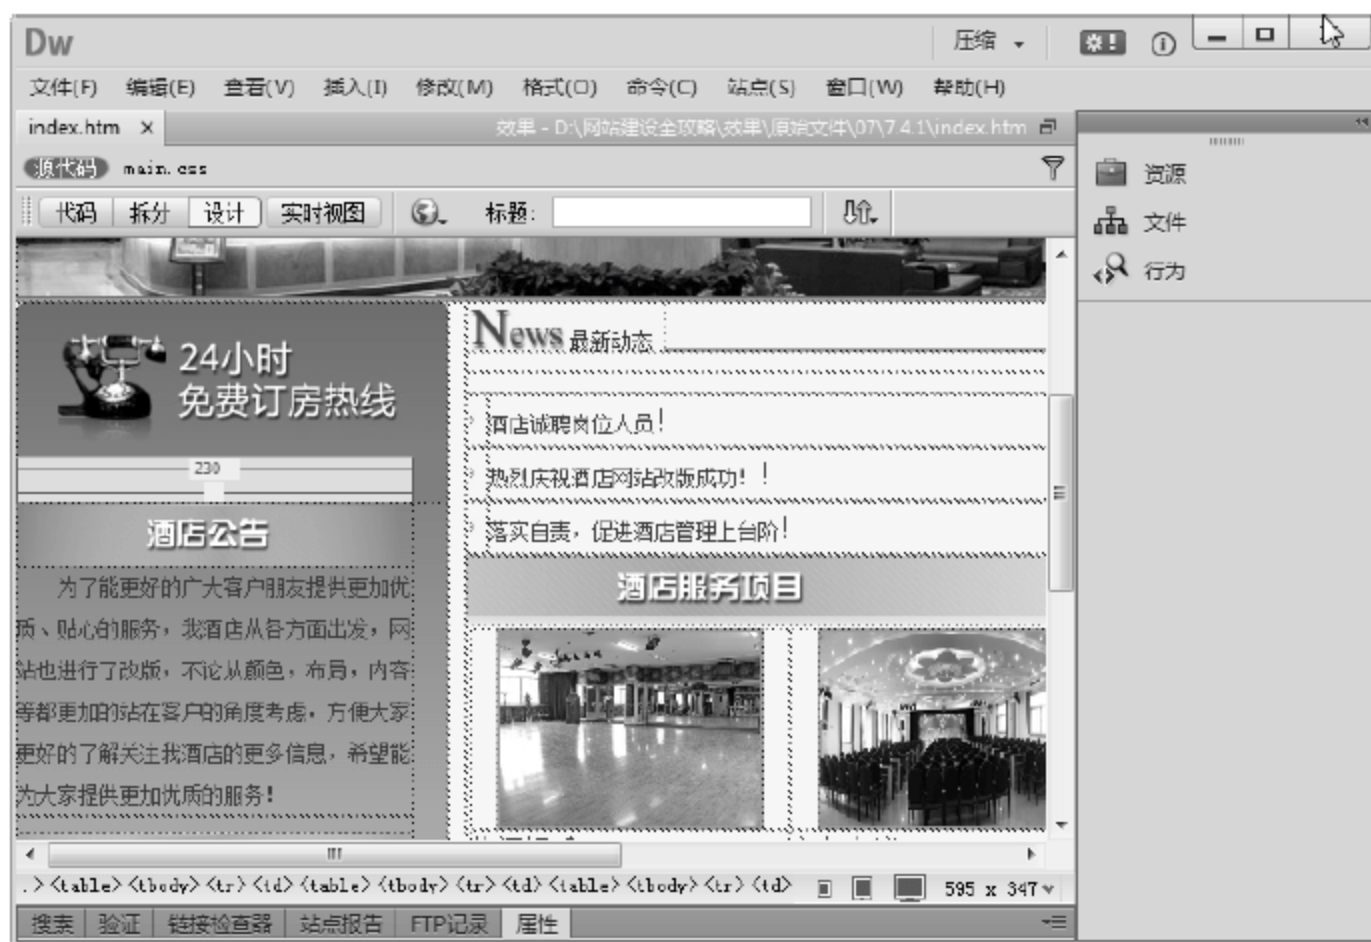 Dw
压缩
文件(F) 编辑(E) 查看(V) 插入(I) 修改(M) 格式(O) 命令(C) 站点(S) 窗口(W) 帮助(H)
index.htm × 效果 - D:\网站建设全攻略\效果\原始文件\07\7.4.1\index.htm
源代码 main.css
代码 拆分 设计 实时视图 标题:
资源
文件
行为
24小时
免费订房热线
230
酒店公告
为了能更好的广大客户朋友提供更加优
质、贴心的服务，我酒店从各方面出发，网
站也进行了改版，不论从颜色，布局，内容
等都更加的站在客户的角度考虑，方便大家
更好的了解关注我酒店的更多信息，希望能
为大家提供更加优质的服务！
News 最新动态
酒店诚聘岗位人员！
热烈庆祝酒店网站改版成功！！
落实自责，促进酒店管理上台阶！
酒店服务项目
.><table><tbody><tr><td><table><tbody><tr><td><table><tbody><tr><td> 595 x 347
搜索 验证 链接检查器 站点报告 FTP记录 属性